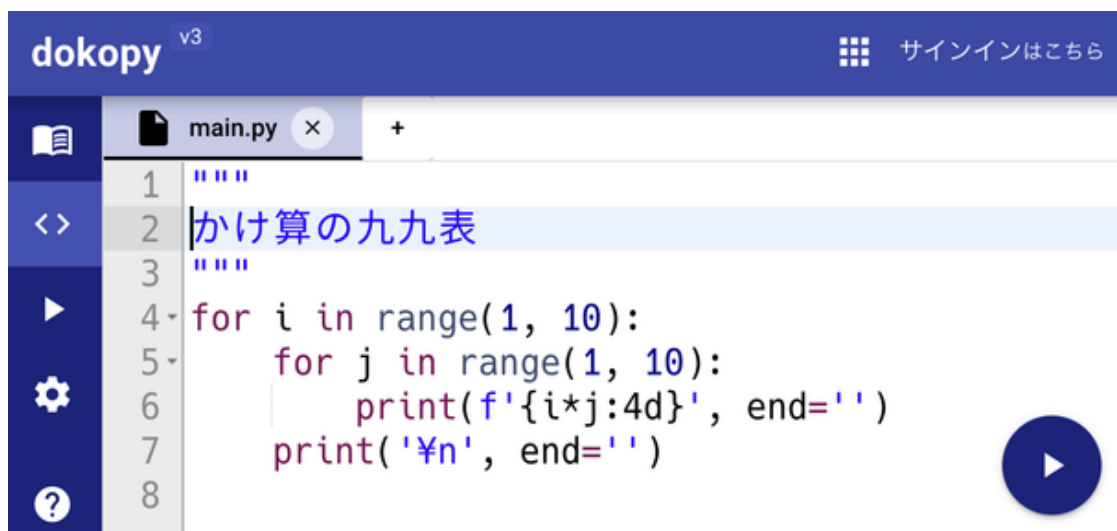 dokopy v3
サインインはこちら
main.py × +
1 """
2 かけ算の九九表
3 """
4 for i in range(1, 10):
5     for j in range(1, 10):
6         print(f'{i*j:4d}', end='')
7     print('¥n', end='')
8
?